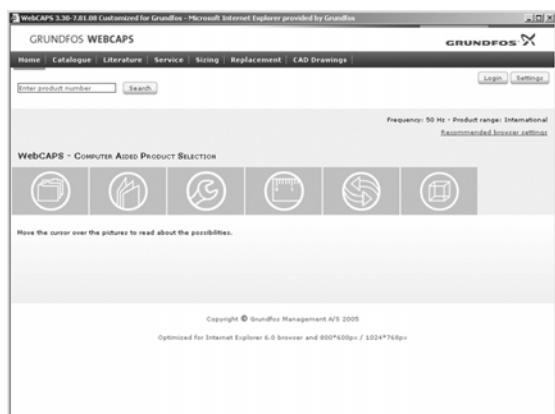 WebCAPS 3.30-7.01.08 Customized for Grundfos - Microsoft Internet Explorer provided by Grundfos
GRUNDFOS WEBCAPS
GRUNDFOS
Home Catalogue Literature Service Sizing Replacement CAD Drawings
Login Settings
Enter product number Search
Frequency: 50 Hz - Product range: International
Recommended browser settings
WebCAPS - Computer Aided Product Selection
Move the cursor over the pictures to read about the possibilities.
Copyright © Grundfos Management A/S 2005
Optimized for Internet Explorer 6.0 browser and 800*600px / 1024*768px